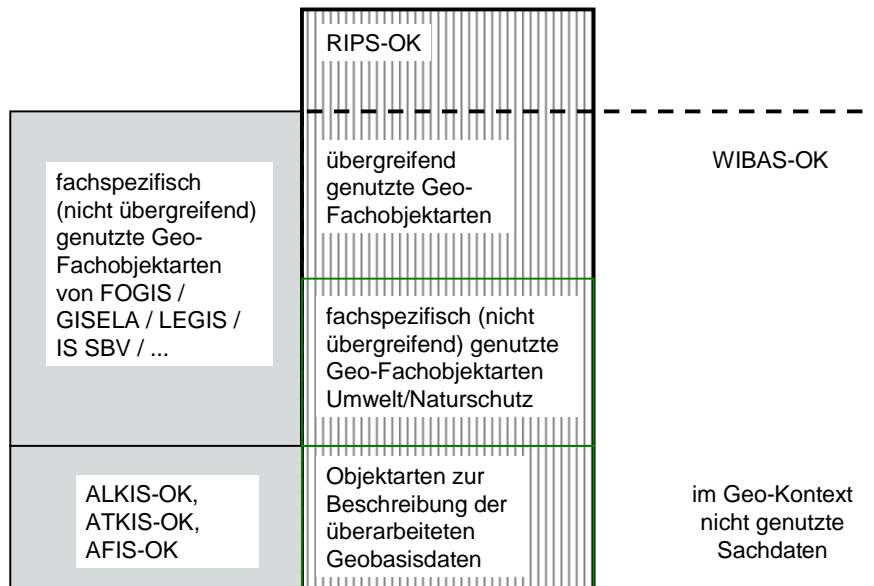 RIPS-OK
fachspezifisch
(nicht übergreifend)
genutzte Geo-
Fachobjektarten
von FOGIS /
GISELA / LEGIS /
IS SBV / ...
übergreifend
genutzte Geo-
Fachobjektarten
WIBAS-OK
fachspezifisch (nicht
übergreifend) genutzte
Geo-Fachobjektarten
Umwelt/Naturschutz
ALKIS-OK,
ATKIS-OK,
AFIS-OK
Objektarten zur
Beschreibung der
überarbeiteten
Geobasisdaten
im Geo-Kontext
nicht genutzte
Sachdaten